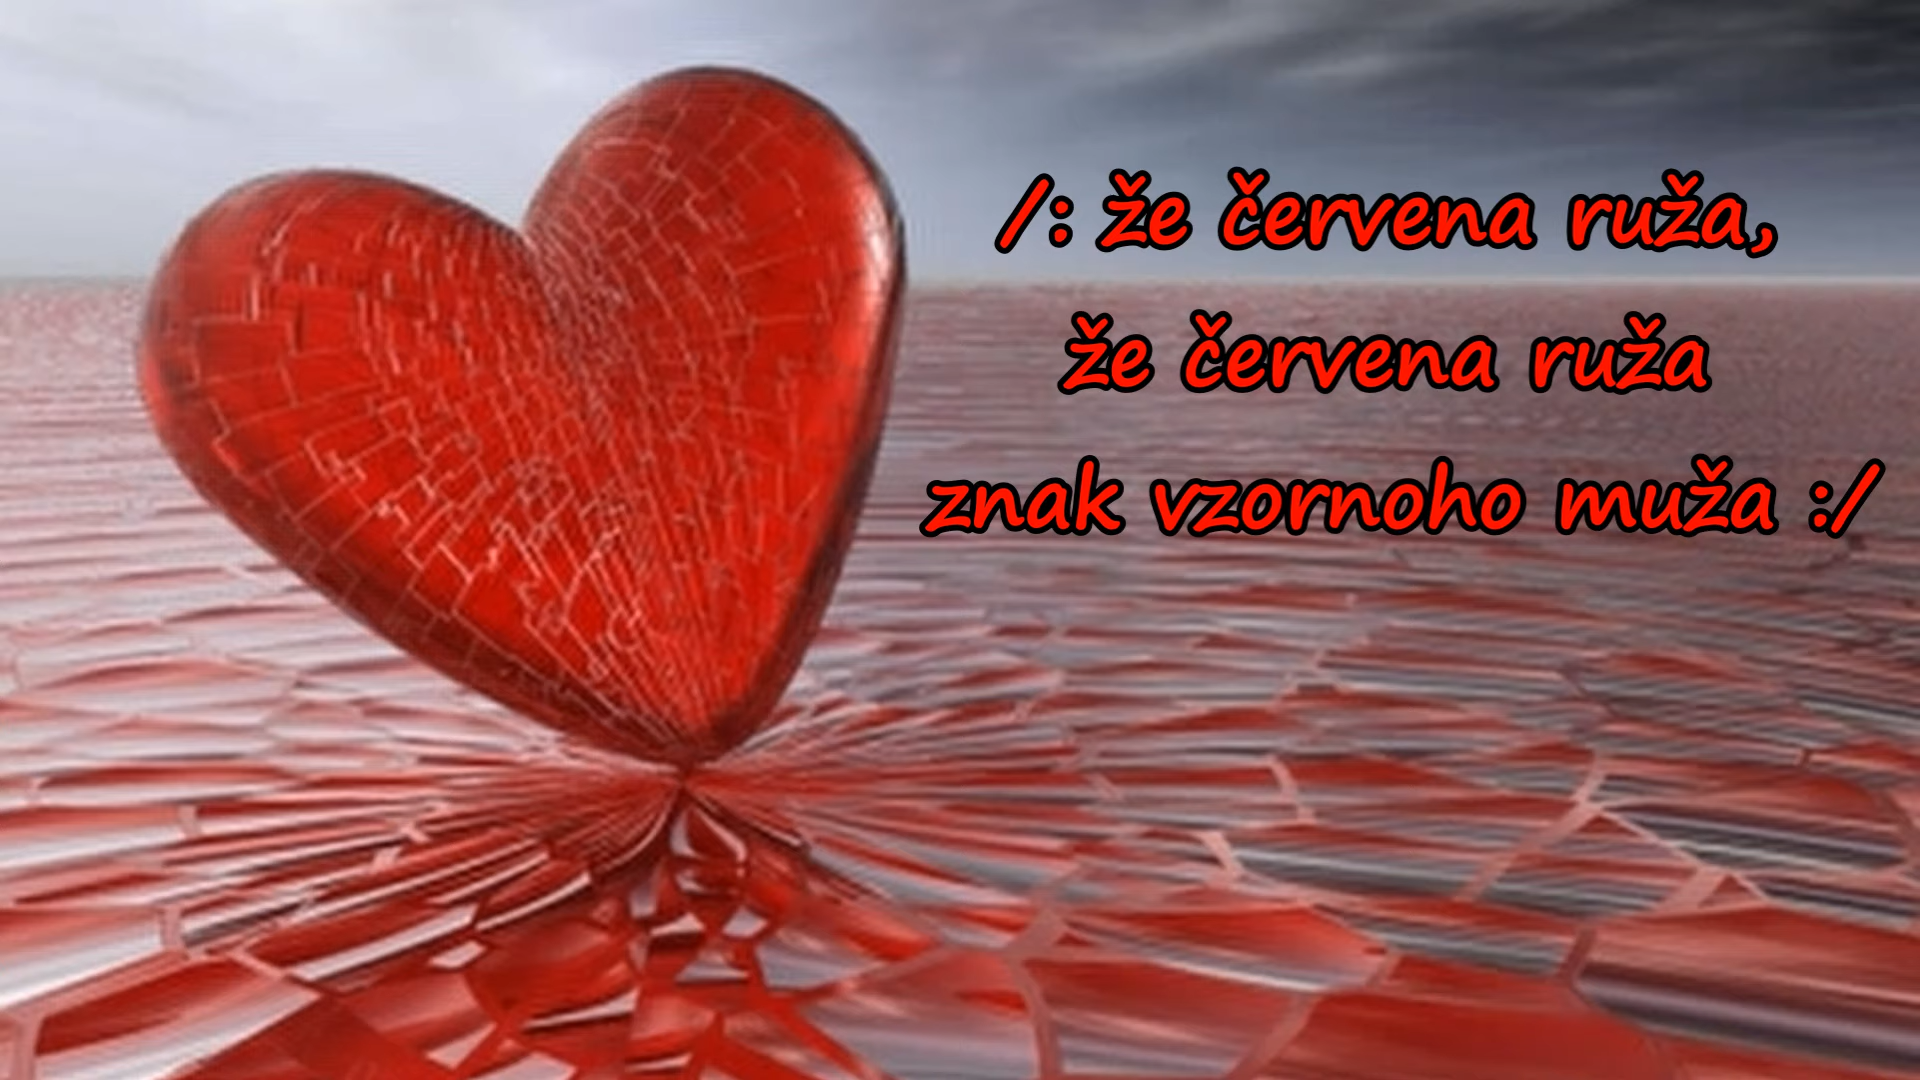 /: že červena ruža,
že červena ruža
znak vzornoho muža :/